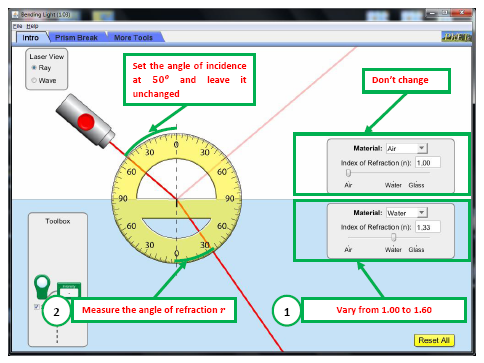 Bending Light (1.03)
File Help
Intro Prism Break More Tools
Laser View
Ray
Wave
Set the angle of incidence
at 50° and leave it
unchanged
Don't change
Material: Air
Index of Refraction (n): 1.00
Air Water Glass
Material: Water
Index of Refraction (n): 1.33
Air Water Glass
0
30 30
60 60
90 90
60 60
30 30
0
Toolbox
2 Measure the angle of refraction r
1 Vary from 1.00 to 1.60
Reset All